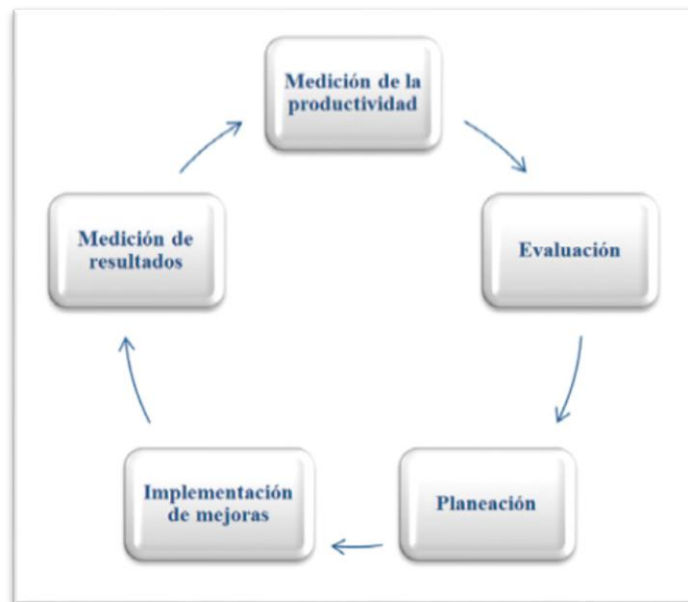 Medición de la
productividad
Evaluación
Planeación
Implementación
de mejoras
Medición de
resultados